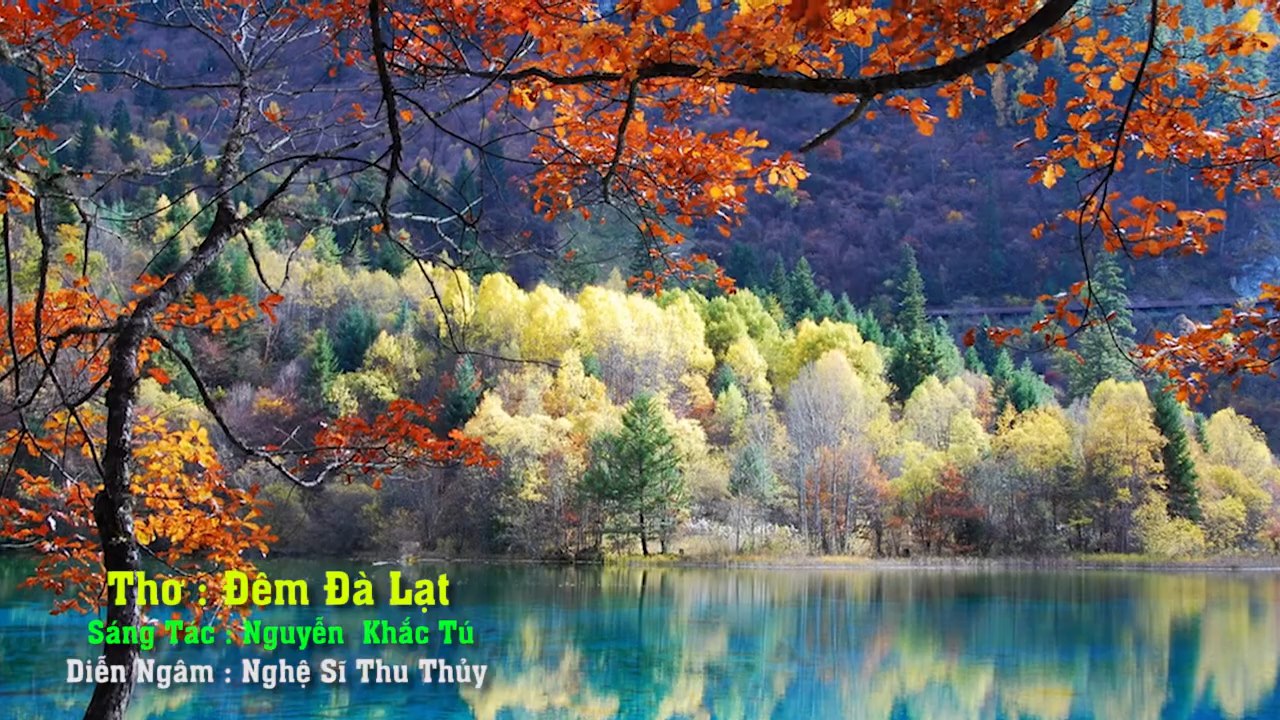 Thơ : Đêm Đà Lạt
Sáng Tác : Nguyễn Khắc Tú
Diễn Ngâm : Nghệ Sĩ Thu Thủy